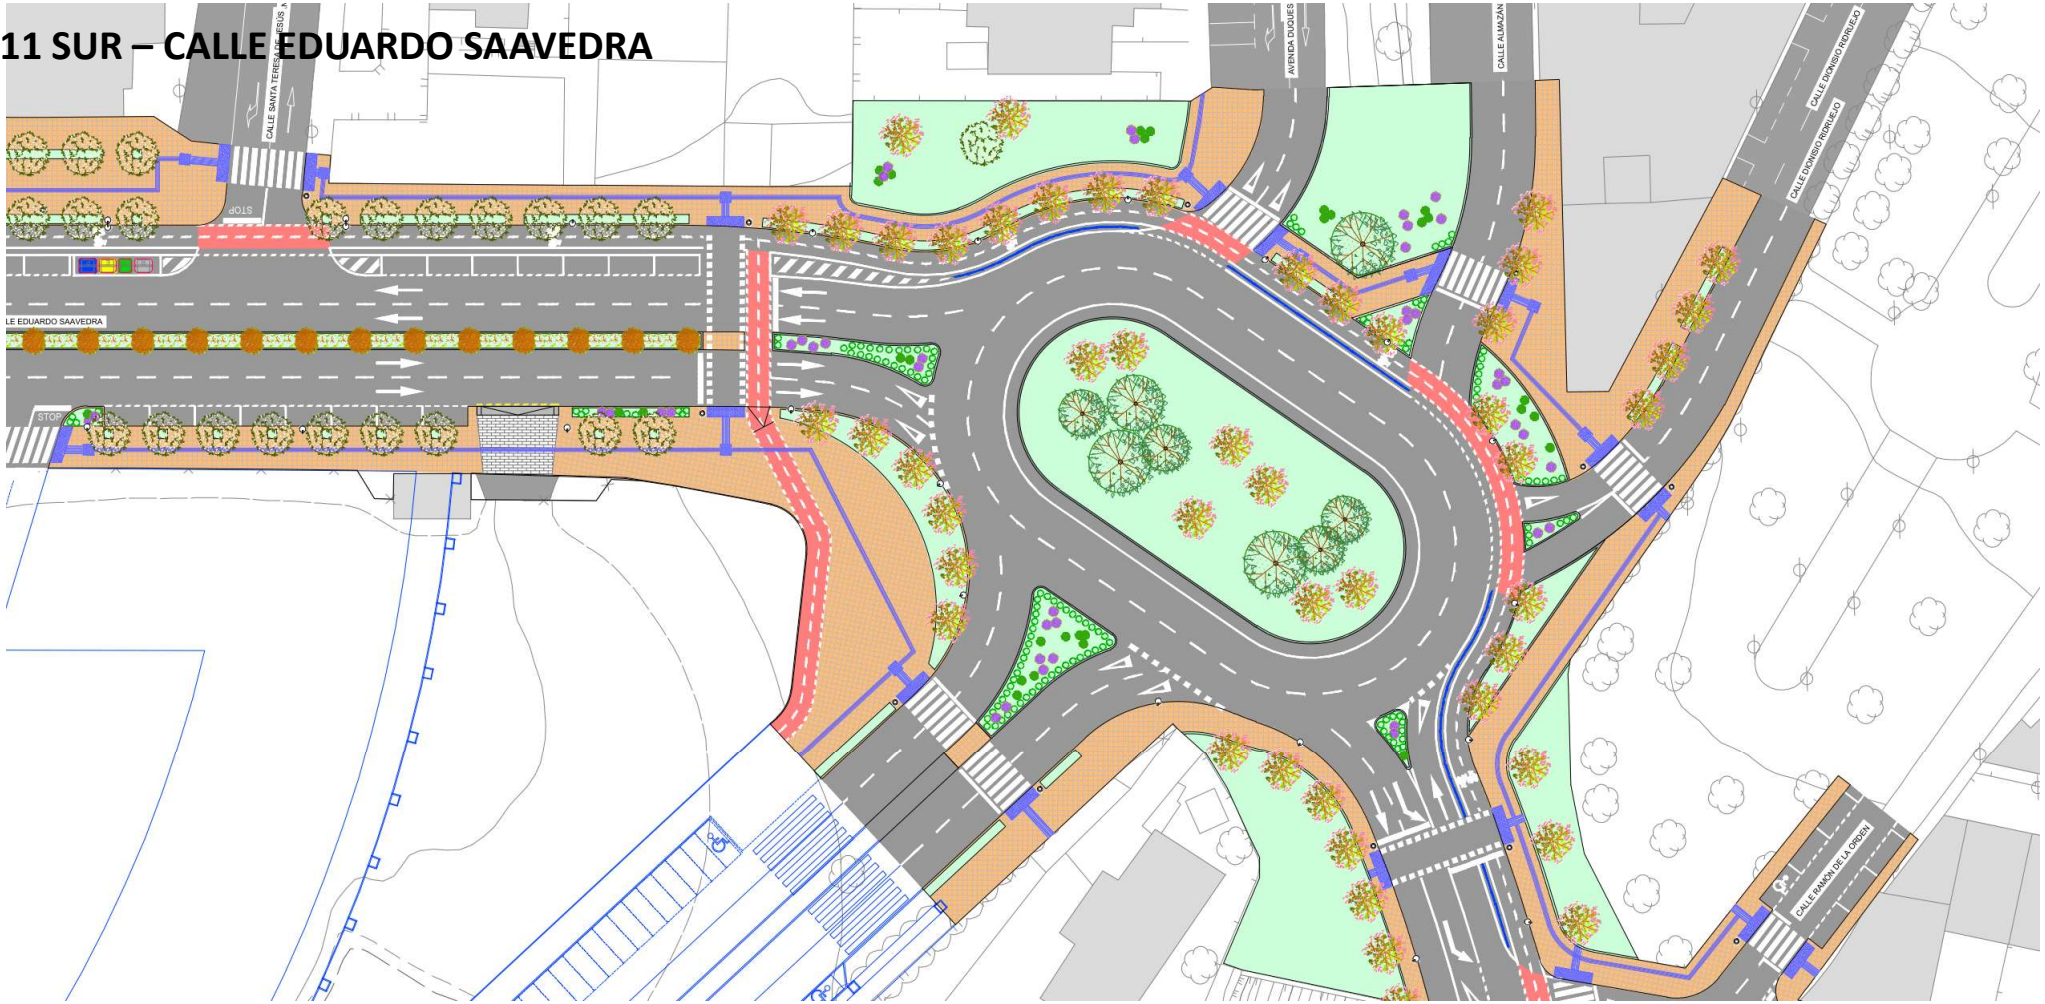 11 SUR – CALLE EDUARDO SAAVEDRA
CALLE SANTA TERESA DE JESÚS
AVENIDA DUQUES
CALLE ALMAZÁN
CALLE DIONISIO RIDRUEJO
CALLE DIONISIO RIDRUEJO
STOP
LE EDUARDO SAAVEDRA
STOP
CALLE RAMÓN DE LA ORDEN